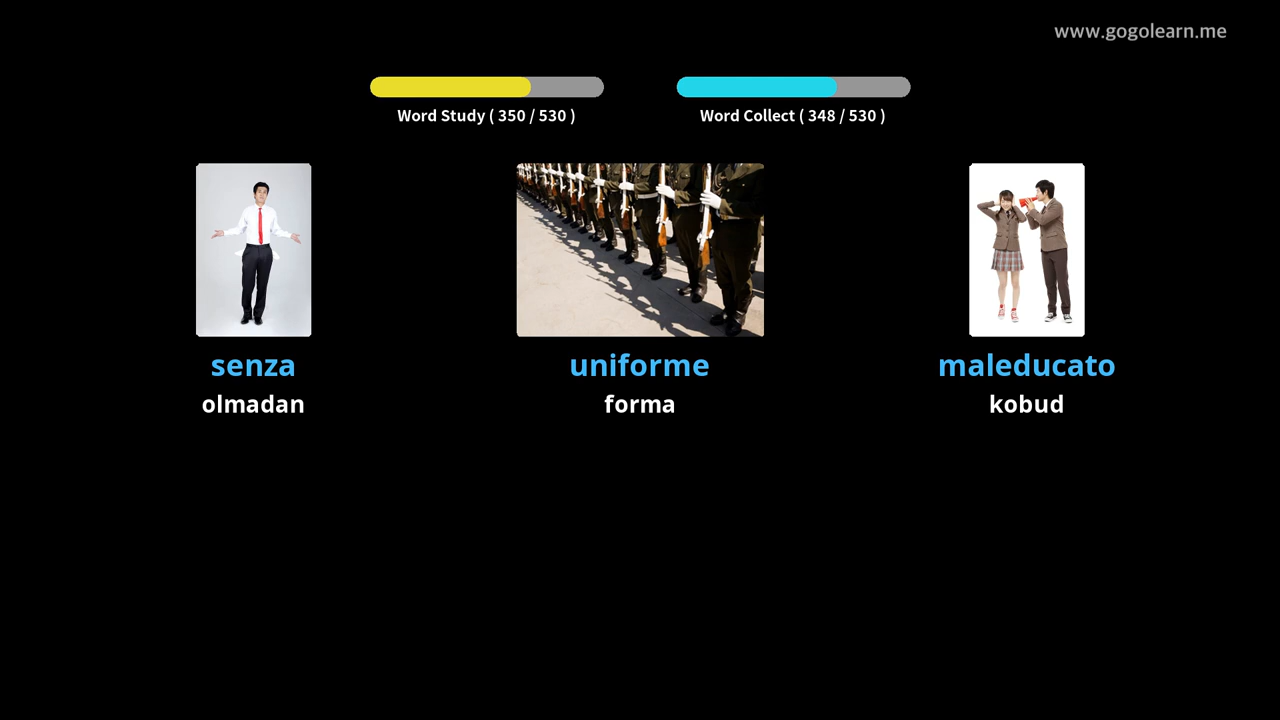 www.gogolearn.me
Word Study ( 350 / 530 )
Word Collect ( 348 / 530 )
senza
olmadan
uniforme
forma
maleducato
kobud